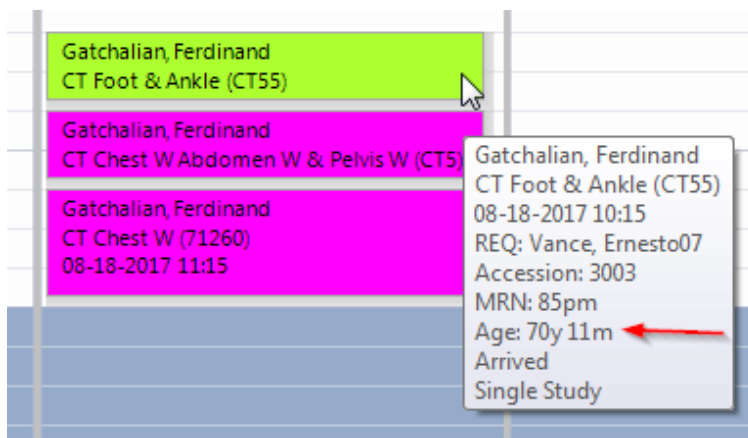 Gatchalian, Ferdinand
CT Foot & Ankle (CT55)
Gatchalian, Ferdinand
CT Chest W Abdomen W & Pelvis W (CT5)
Gatchalian, Ferdinand
CT Chest W (71260)
08-18-2017 11:15
Gatchalian, Ferdinand
CT Foot & Ankle (CT55)
08-18-2017 10:15
REQ: Vance, Ernesto07
Accession: 3003
MRN: 85pm
Age: 70y 11m
Arrived
Single Study